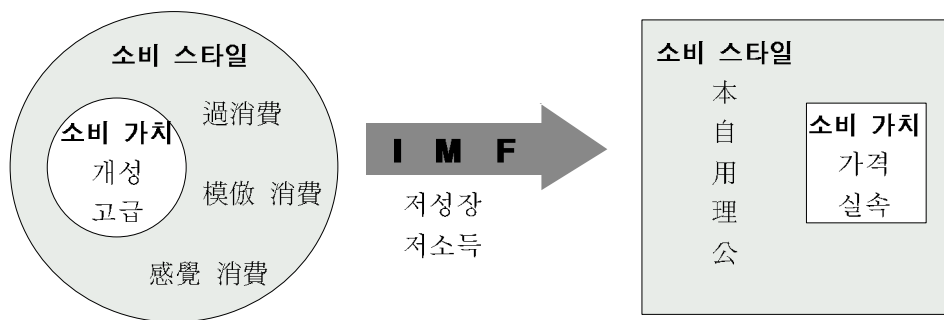 소비 스타일
過消費
소비 가치
개성
고급
模倣 消費
感覺 消費
I M F
저성장
저소득
소비 스타일
本
自
用
理
公
소비 가치
가격
실속